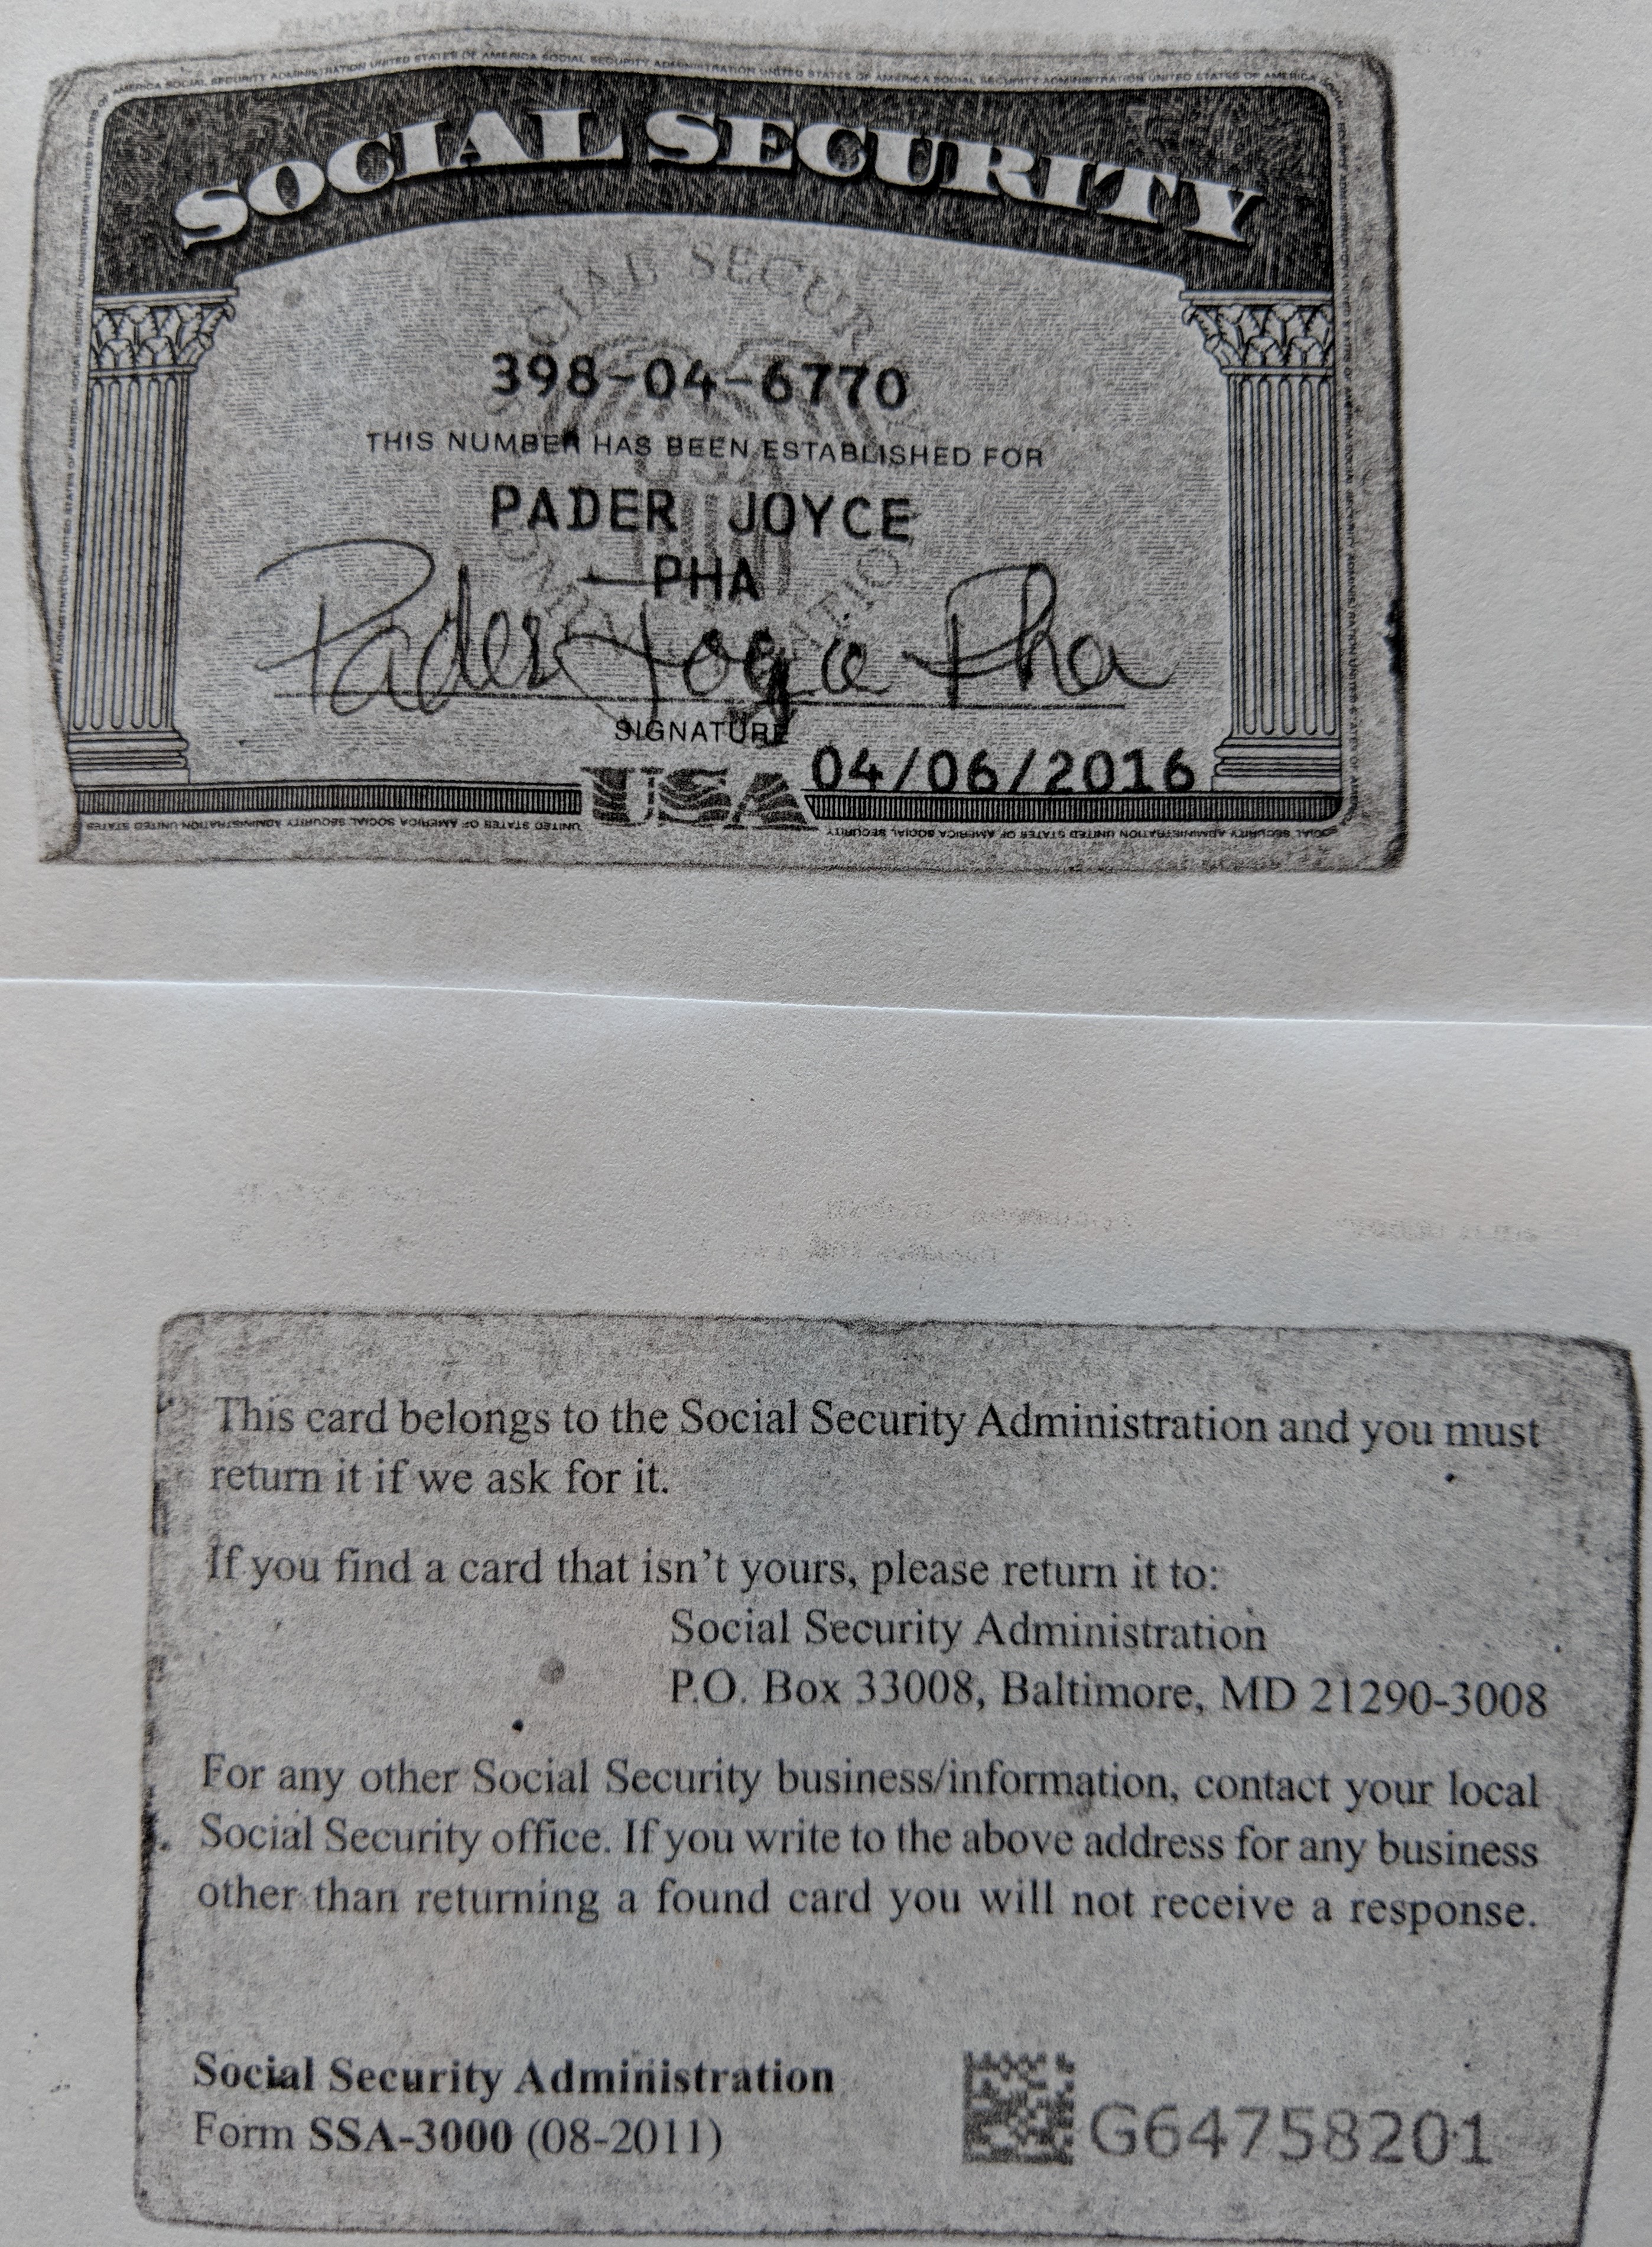 SOCIAL SECURITY
398-04-6770
THIS NUMBER HAS BEEN ESTABLISHED FOR
PADER JOYCE
PHA
Pader Joyce Pha
SIGNATURE
USA 04/06/2016
This card belongs to the Social Security Administration and you must
return it if we ask for it.
If you find a card that isn't yours, please return it to:
Social Security Administration
P.O. Box 33008, Baltimore, MD 21290-3008
For any other Social Security business/information, contact your local
Social Security office. If you write to the above address for any business
other than returning a found card you will not receive a response.
Social Security Administration
Form SSA-3000 (08-2011)
G64758201